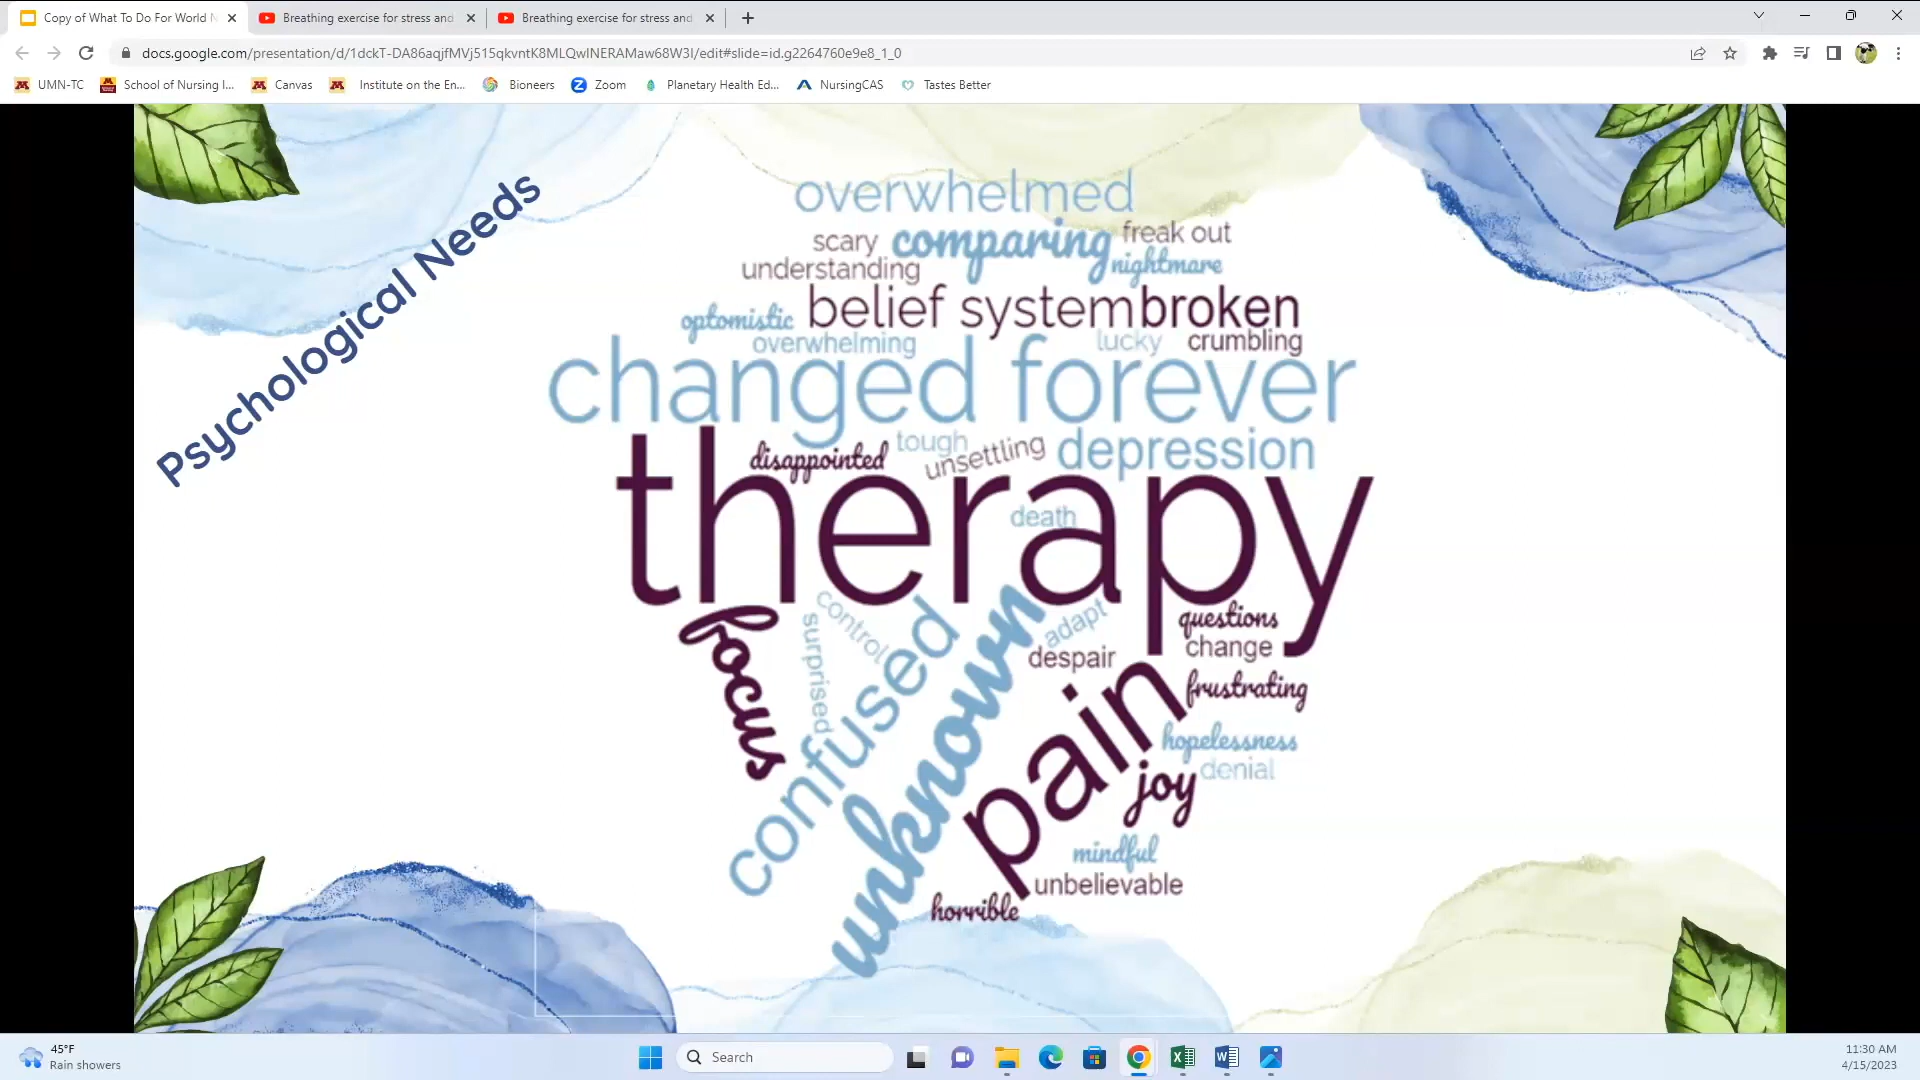 Copy of What To Do For World N
Breathing exercise for stress and
Breathing exercise for stress and
docs.google.com/presentation/d/1dckT-DA86aqjfMVj515qkvntK8MLQwINERAMaw68W3I/edit#slide=id.g2264760e9e8_1_0
UMN-TC
School of Nursing I...
Canvas
Institute on the En...
Bioneers
Zoom
Planetary Health Ed...
NursingCAS
Tastes Better
Psychological Needs
overwhelmed
scary comparing freak out
understanding nightmare
optomistic belief system broken
overwhelming lucky crumbling
changed forever
disappointed tough unsettling depression
therapy
death
focus
surprised
control
confused
unknown
adapt
despair
questions
change
pain
frustrating
hopelessness
joy denial
mindful
unbelievable
horrible
45°F
Rain showers
Search
11:30 AM
4/15/2023